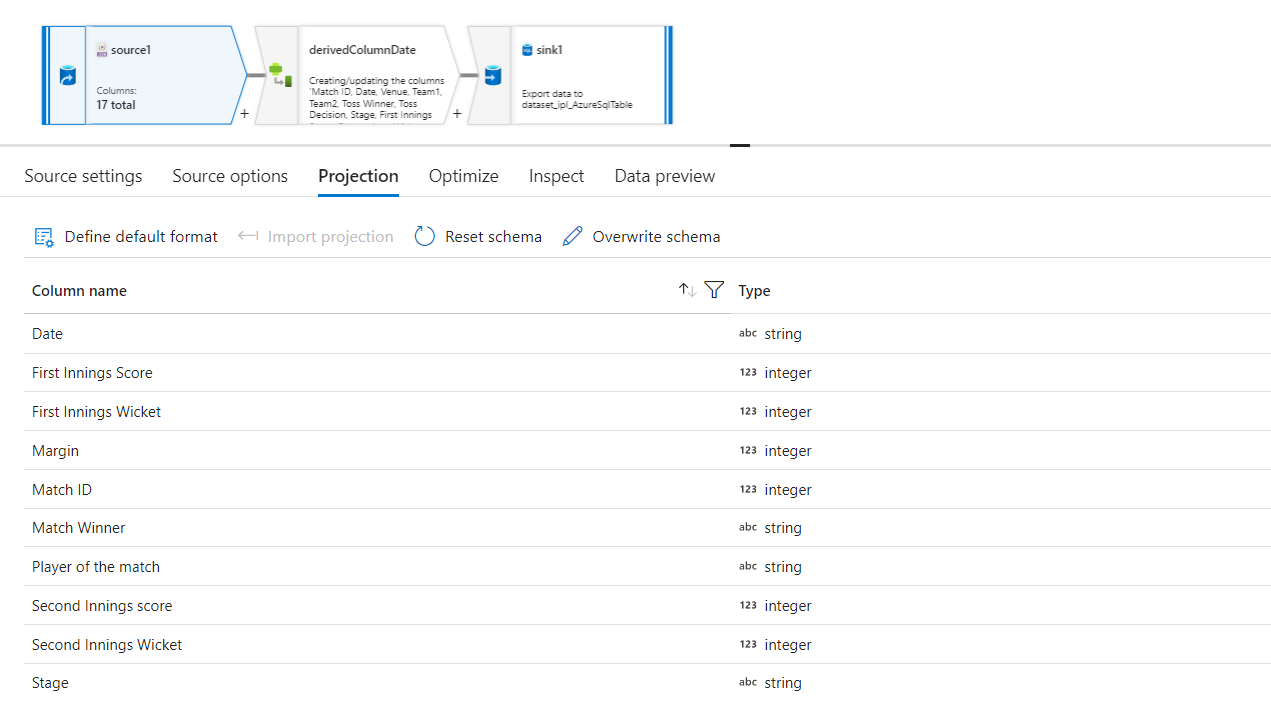 source1
Columns:
17 total
+
derivedColumnDate
Creating/updating the columns
'Match ID, Date, Venue, Team1,
Team2, Toss Winner, Toss
Decision, Stage, First Innings
+
sink1
Export data to
dataset_ipl_AzureSqlTable
Source settings Source options Projection Optimize Inspect Data preview
Define default format Import projection Reset schema Overwrite schema
Column name Type
Date abc string
First Innings Score 123 integer
First Innings Wicket 123 integer
Margin 123 integer
Match ID 123 integer
Match Winner abc string
Player of the match abc string
Second Innings score 123 integer
Second Innings Wicket 123 integer
Stage abc string